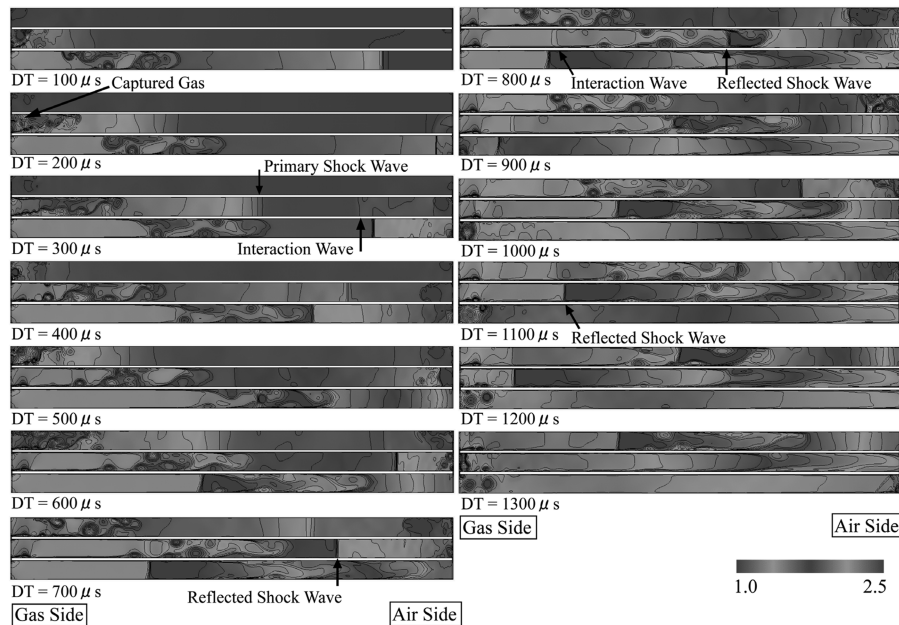 DT = 100 μ s
Captured Gas
DT = 200 μ s
Primary Shock Wave
DT = 300 μ s
Interaction Wave
DT = 400 μ s
DT = 500 μ s
DT = 600 μ s
DT = 700 μ s
Reflected Shock Wave
Gas Side
Air Side
DT = 800 μ s
Interaction Wave
Reflected Shock Wave
DT = 900 μ s
DT = 1000 μ s
DT = 1100 μ s
Reflected Shock Wave
DT = 1200 μ s
DT = 1300 μ s
Gas Side
Air Side
1.0
2.5